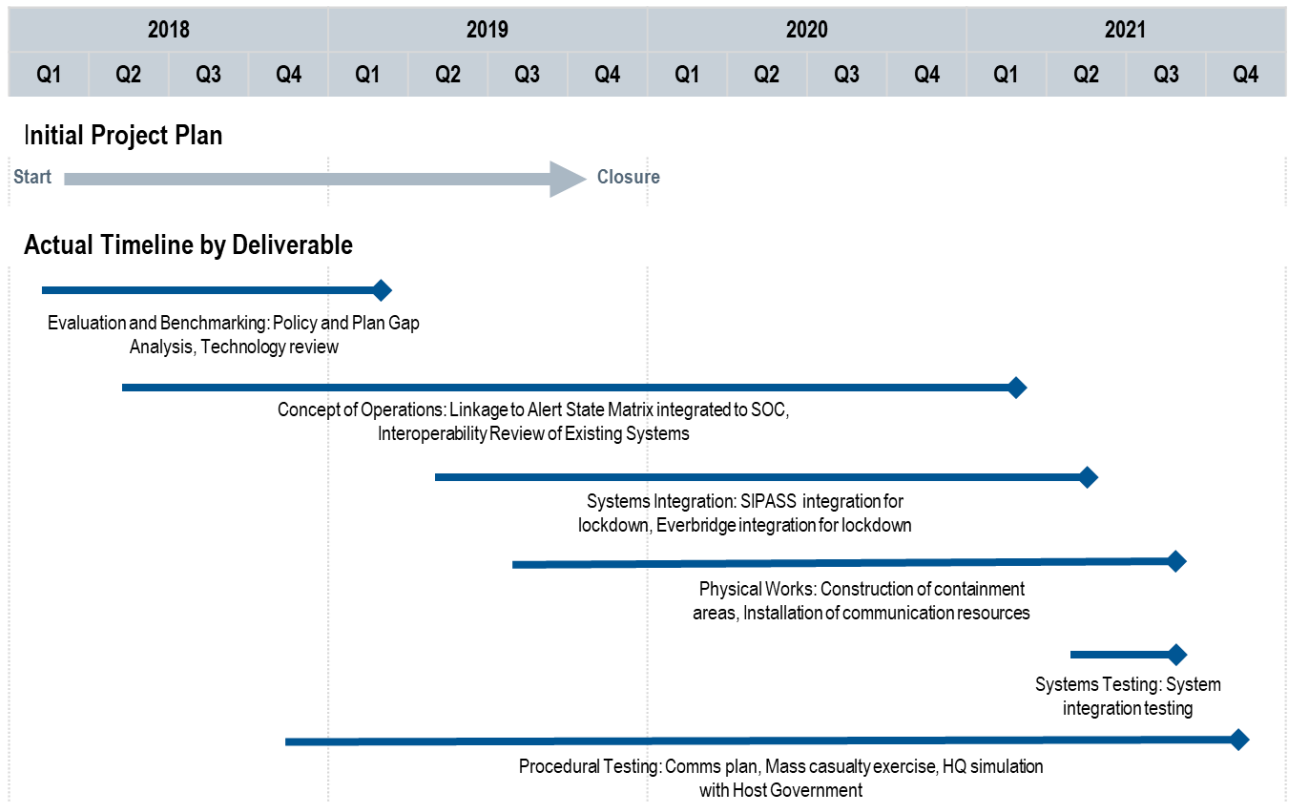 2018 2019 2020 2021
Q1 Q2 Q3 Q4 Q1 Q2 Q3 Q4 Q1 Q2 Q3 Q4 Q1 Q2 Q3 Q4
Initial Project Plan
Start Closure
Actual Timeline by Deliverable
Evaluation and Benchmarking: Policy and Plan Gap
Analysis, Technology review
Concept of Operations: Linkage to Alert State Matrix integrated to SOC,
Interoperability Review of Existing Systems
Systems Integration: SIPASS integration for
lockdown, Everbridge integration for lockdown
Physical Works: Construction of containment
areas, Installation of communication resources
Systems Testing: System
integration testing
Procedural Testing: Comms plan, Mass casualty exercise, HQ simulation
with Host Government